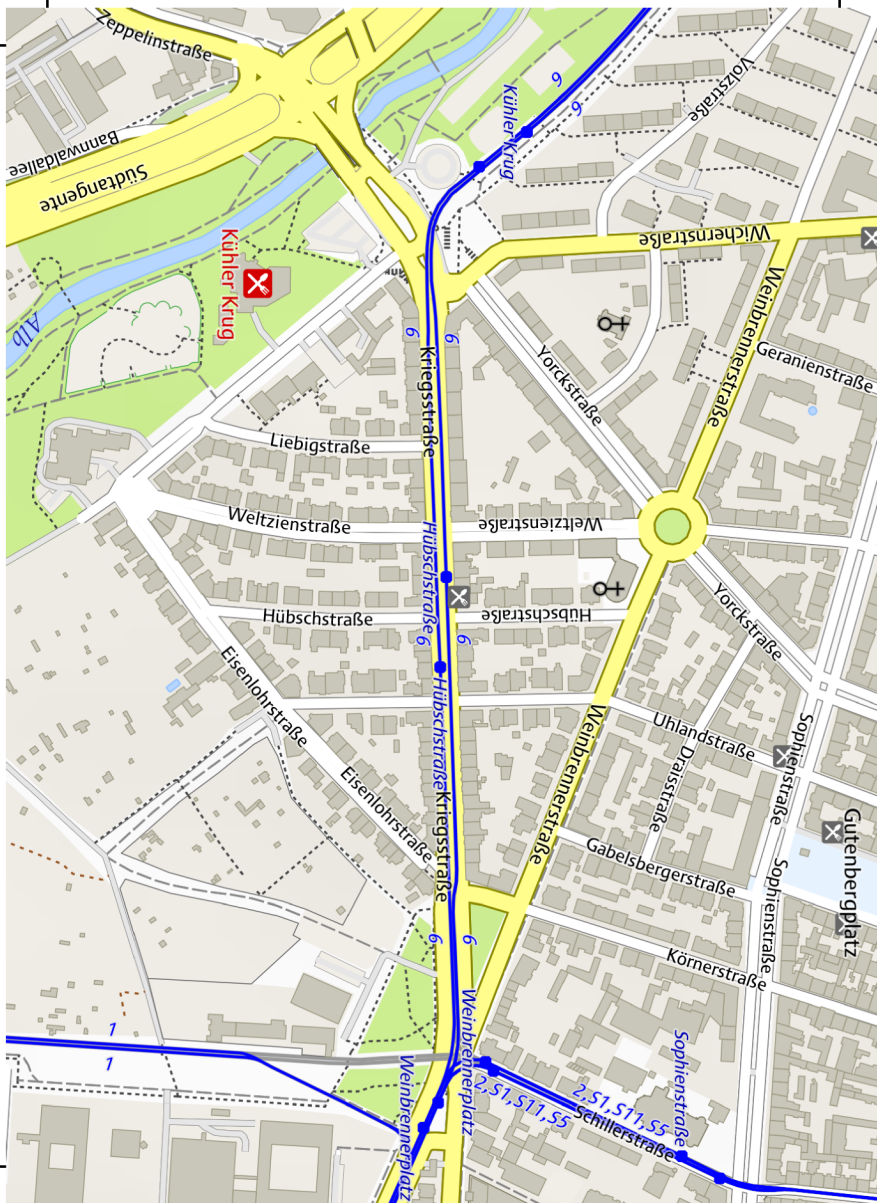 Zeppelinstraße
Bannwaldallee
Südtangente
Alb
Kühler Krug
Kühler Krug
6
6
Volzstraße
Wichernstraße
Weinbrennerstraße
Geranienstraße
Yorckstraße
6
6
Kriegsstraße
Liebigstraße
Weltzienstraße
Weltzienstraße
Hübschstraße
Hübschstraße
Hübschstraße
6
6
Yorckstraße
Eisenlohrstraße
Hübschstraße
Weinbrennerstraße
Uhlandstraße
Sophienstraße
Draisstraße
Eisenlohrstraße
Kriegsstraße
Gabelsbergerstraße
Gutenbergplatz
Sophienstraße
6
6
Körnerstraße
1
1
Weinbrennerplatz
Weinbrennerplatz
2,S1,S11,S5
2,S1,S11,S5
Schillerstraße
Sophienstraße